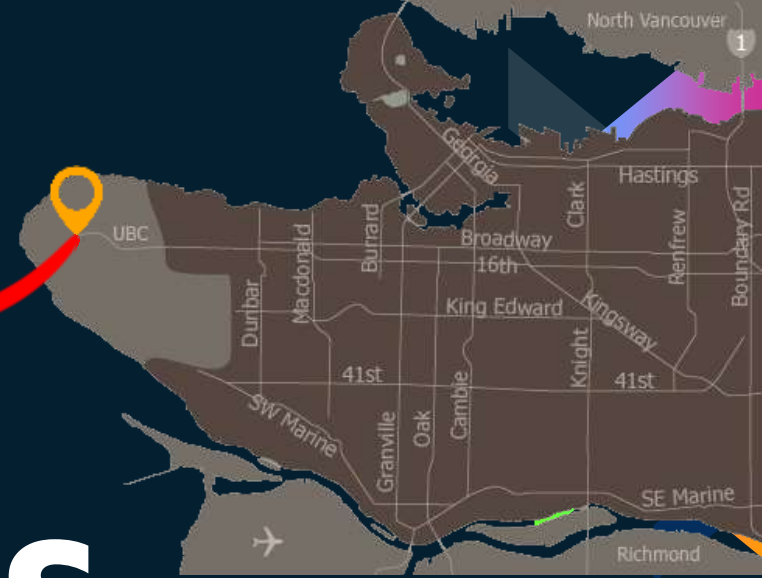 North Vancouver
1
Georgia
Hastings
Clark
Renfrew
Boundary Rd
UBC
Burrard
Macdonald
Broadway
16th
Dunbar
King Edward
Kingsway
Knight
41st
41st
SW Marine
Granville
Oak
Cambie
SE Marine
Richmond
s